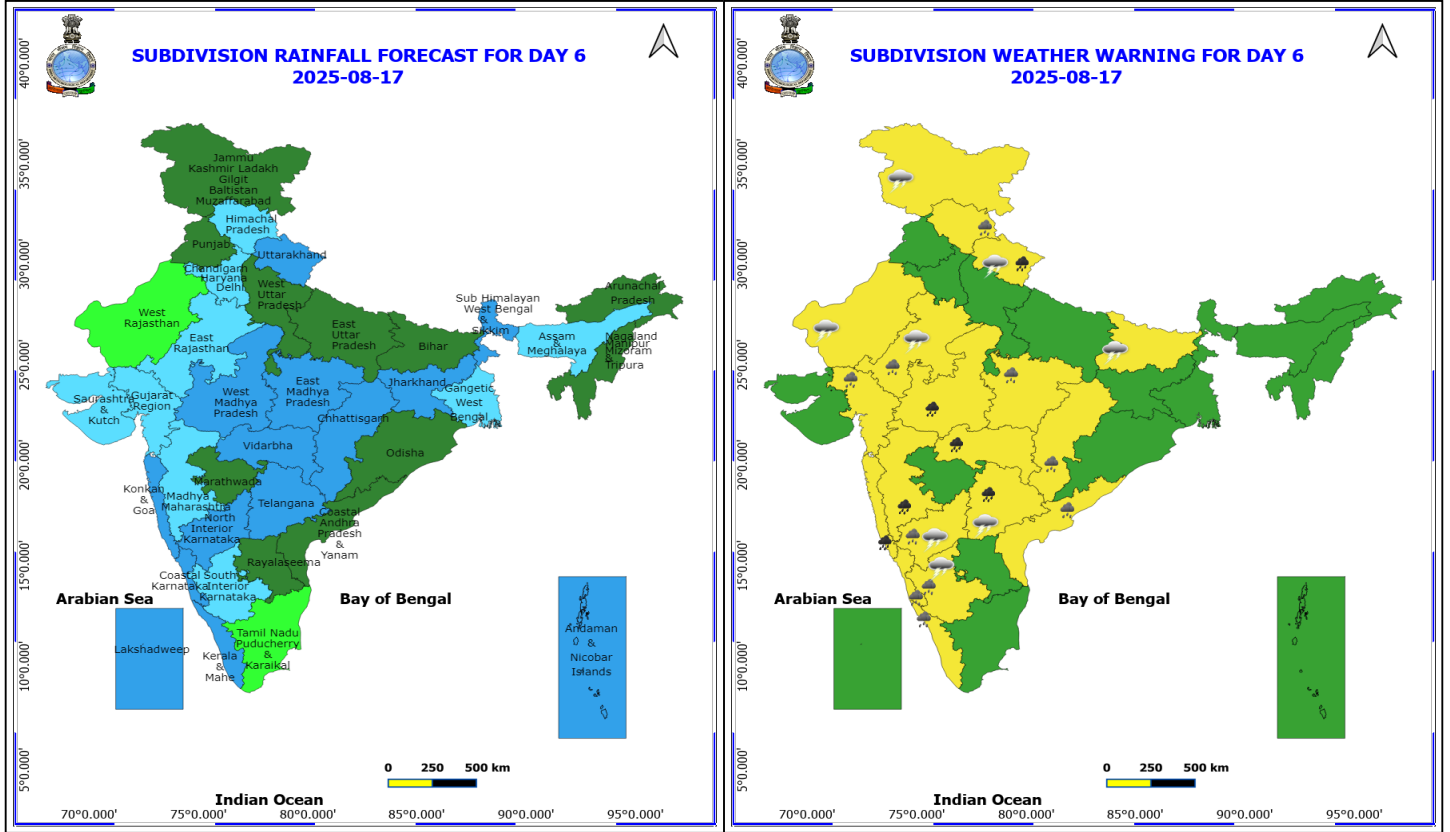 SUBDIVISION RAINFALL FORECAST FOR DAY 6
2025-08-17
40°0.000'
35°0.000'
30°0.000'
25°0.000'
20°0.000'
15°0.000'
10°0.000'
5°0.000'
Jammu
Kashmir Ladakh
Gilgit
Baltistan
Muzaffarabad
Himachal
Pradesh
Punjab
Uttarakhand
Chandigarh
Haryana
Delhi
West
Uttar
Pradesh
West
Rajasthan
East
Rajasthan
East
Uttar
Pradesh
Bihar
Sub Himalayan
West Bengal
&
Sikkim
Arunachal
Pradesh
Assam
&
Meghalaya
Nagaland
Manipur
Mizoram
&
Tripura
Saurashtra
&
Kutch
Gujarat
Region
West
Madhya
Pradesh
East
Madhya
Pradesh
Jharkhand
Gangetic
West
Bengal
Chhattisgarh
Vidarbha
Odisha
Konkan
&
Goa
Madhya
Maharashtra
Marathwada
Telangana
North
Interior
Karnataka
Coastal
Andhra
Pradesh
&
Yanam
Rayalaseema
Coastal
Karnataka
South
Interior
Karnataka
Arabian Sea
Bay of Bengal
Lakshadweep
Kerala
&
Mahe
Tamil Nadu
Puducherry
&
Karaikal
Andaman
&
Nicobar
Islands
0 250 500 km
Indian Ocean
70°0.000' 75°0.000' 80°0.000' 85°0.000' 90°0.000' 95°0.000'
SUBDIVISION WEATHER WARNING FOR DAY 6
2025-08-17
40°0.000'
35°0.000'
30°0.000'
25°0.000'
20°0.000'
15°0.000'
10°0.000'
5°0.000'
Arabian Sea
Bay of Bengal
0 250 500 km
Indian Ocean
70°0.000' 75°0.000' 80°0.000' 85°0.000' 90°0.000' 95°0.000'